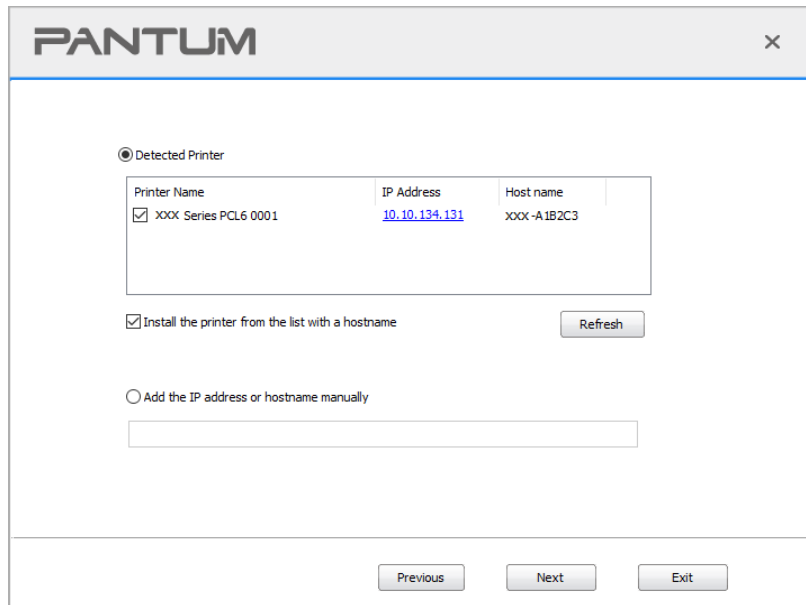 PANTUM
Detected Printer
Printer Name IP Address Host name
XXX Series PCL6 0001 10.10.134.131 XXX-A1B2C3
Install the printer from the list with a hostname
Refresh
Add the IP address or hostname manually
Previous Next Exit